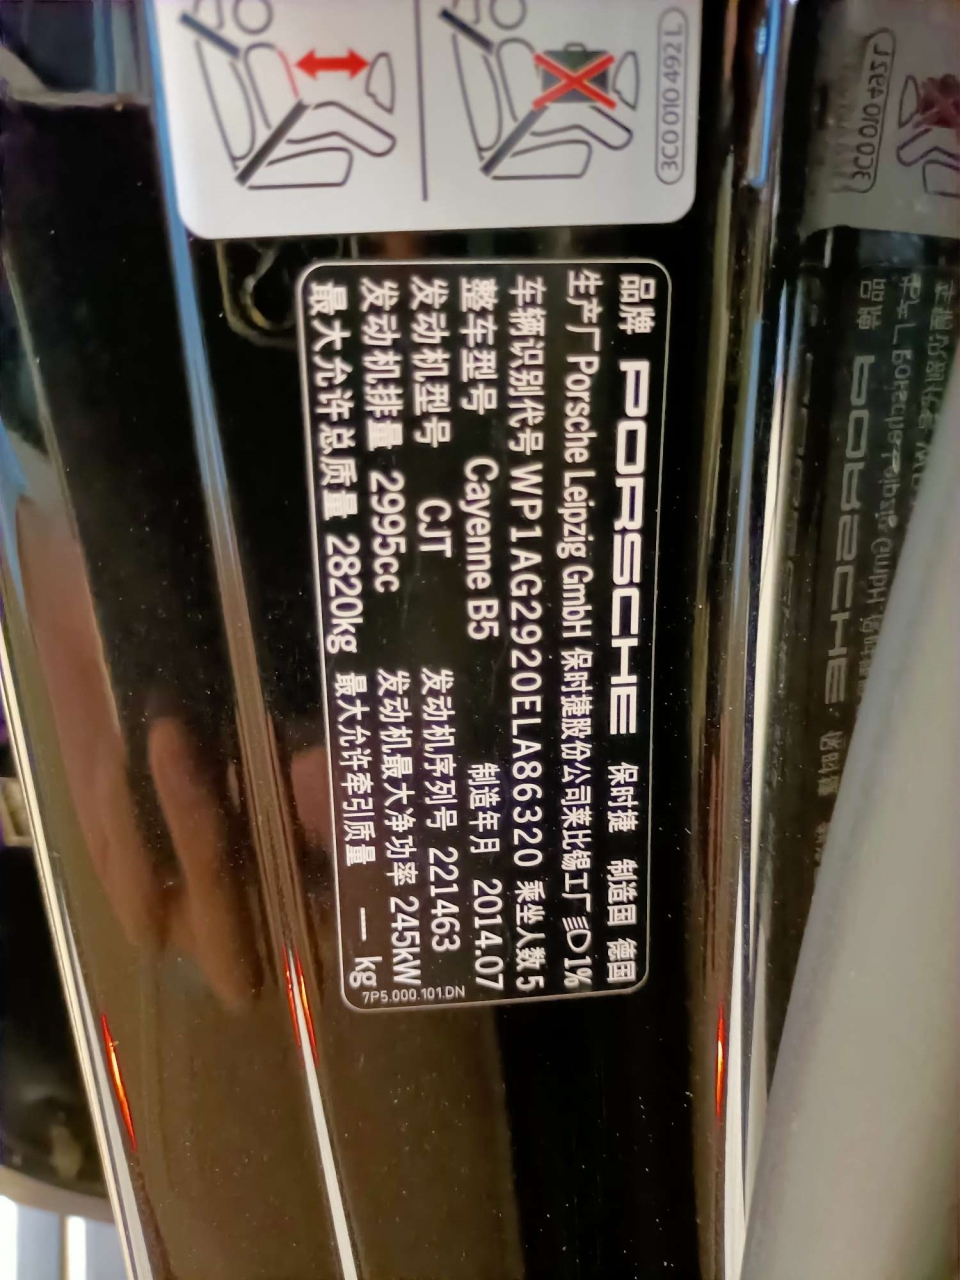 3C0 010 492 L
品牌 PORSCHE 保时捷 制造国 德国
生产厂 Porsche Leipzig GmbH 保时捷股份公司莱比锡工厂 1%
车辆识别代号 WP1AG2920ELA86320 乘坐人数 5
整车型号 Cayenne B5 制造年月 2014.07
发动机型号 CJT 发动机序列号 221463
发动机排量 2995cc 发动机最大净功率 245kW
最大允许总质量 2820kg 最大允许牵引质量 — kg
7P5.000.101.DN